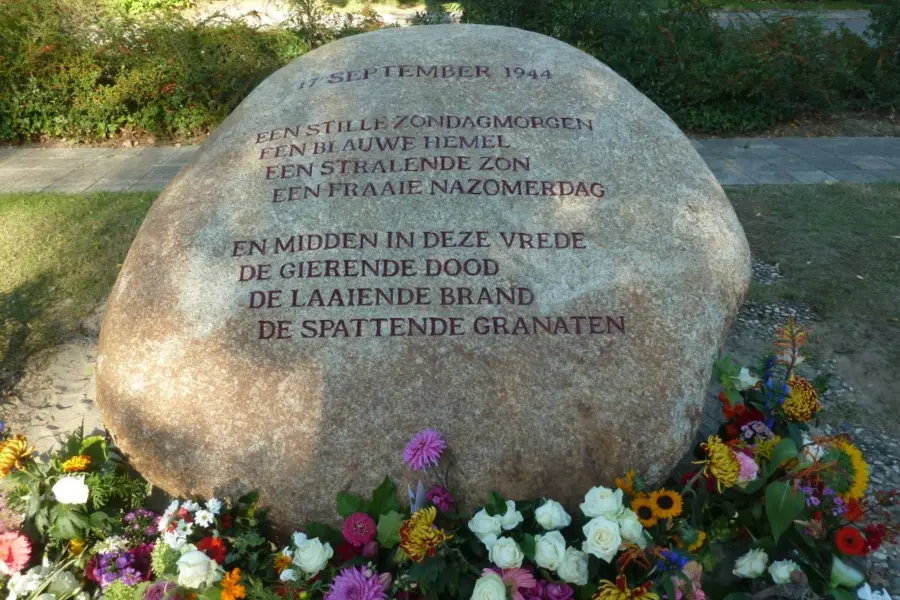 17 SEPTEMBER 1944
EEN STILLE ZONDAGMORGEN
EEN BLAUWE HEMEL
EEN STRALENDE ZON
EEN FRAAIE NAZOMERDAG
EN MIDDEN IN DEZE VREDE
DE GIERENDE DOOD
DE LAAIENDE BRAND
DE SPATTENDE GRANATEN